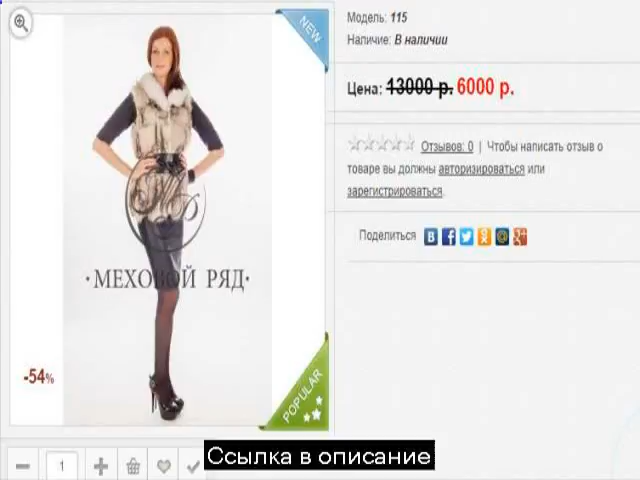 NEW
Модель: 115
Наличие: В наличии
Цена: 13000 р. 6000 р.
Отзывов: 0 | Чтобы написать отзыв о
товаре вы должны авторизироваться или
зарегистрироваться.
Поделиться
·МЕХОВОЙ РЯД·
-54%
POPULAR
1
Ссылка в описание